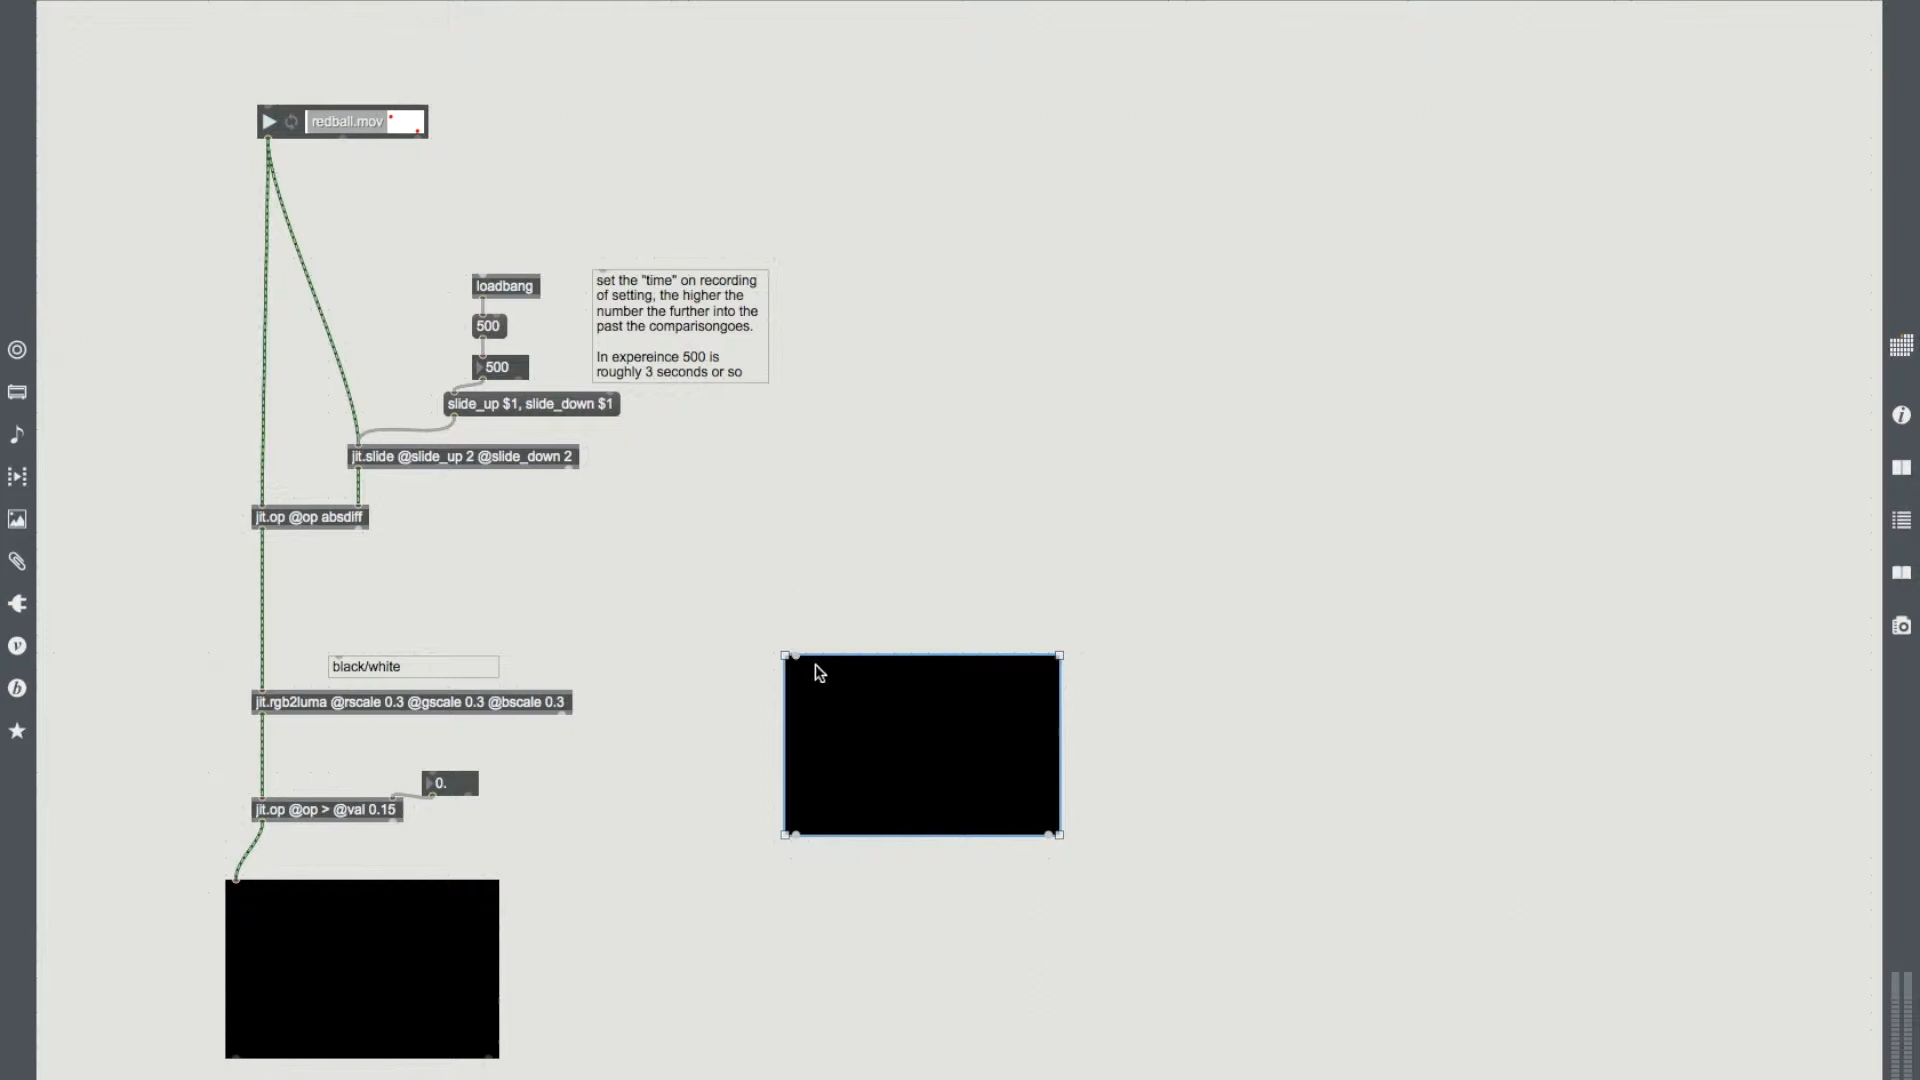 redball.mov
loadbang
500
500
set the "time" on recording
of setting, the higher the
number the further into the
past the comparisongoes.
In expereince 500 is
roughly 3 seconds or so
slide_up $1, slide_down $1
jit.slide @slide_up 2 @slide_down 2
jit.op @op absdiff
black/white
jit.rgb2luma @rscale 0.3 @gscale 0.3 @bscale 0.3
0.
jit.op @op > @val 0.15